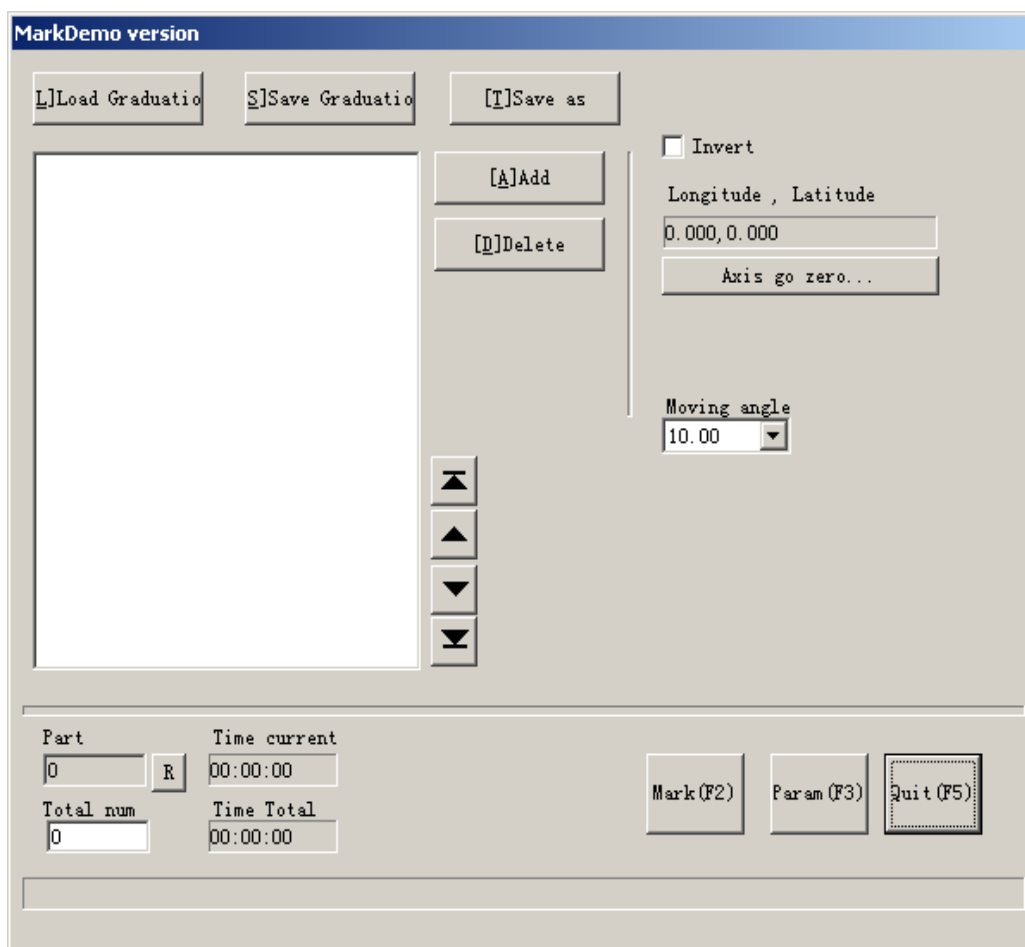 MarkDemo version
L]Load Graduatio
S]Save Graduatio
[T]Save as
[A]Add
[D]Delete
Invert
Longitude , Latitude
0.000,0.000
Axis go zero...
Moving angle
10.00
Part
Time current
0
R
00:00:00
Total num
Time Total
0
00:00:00
Mark(F2)
Param(F3)
Quit(F5)